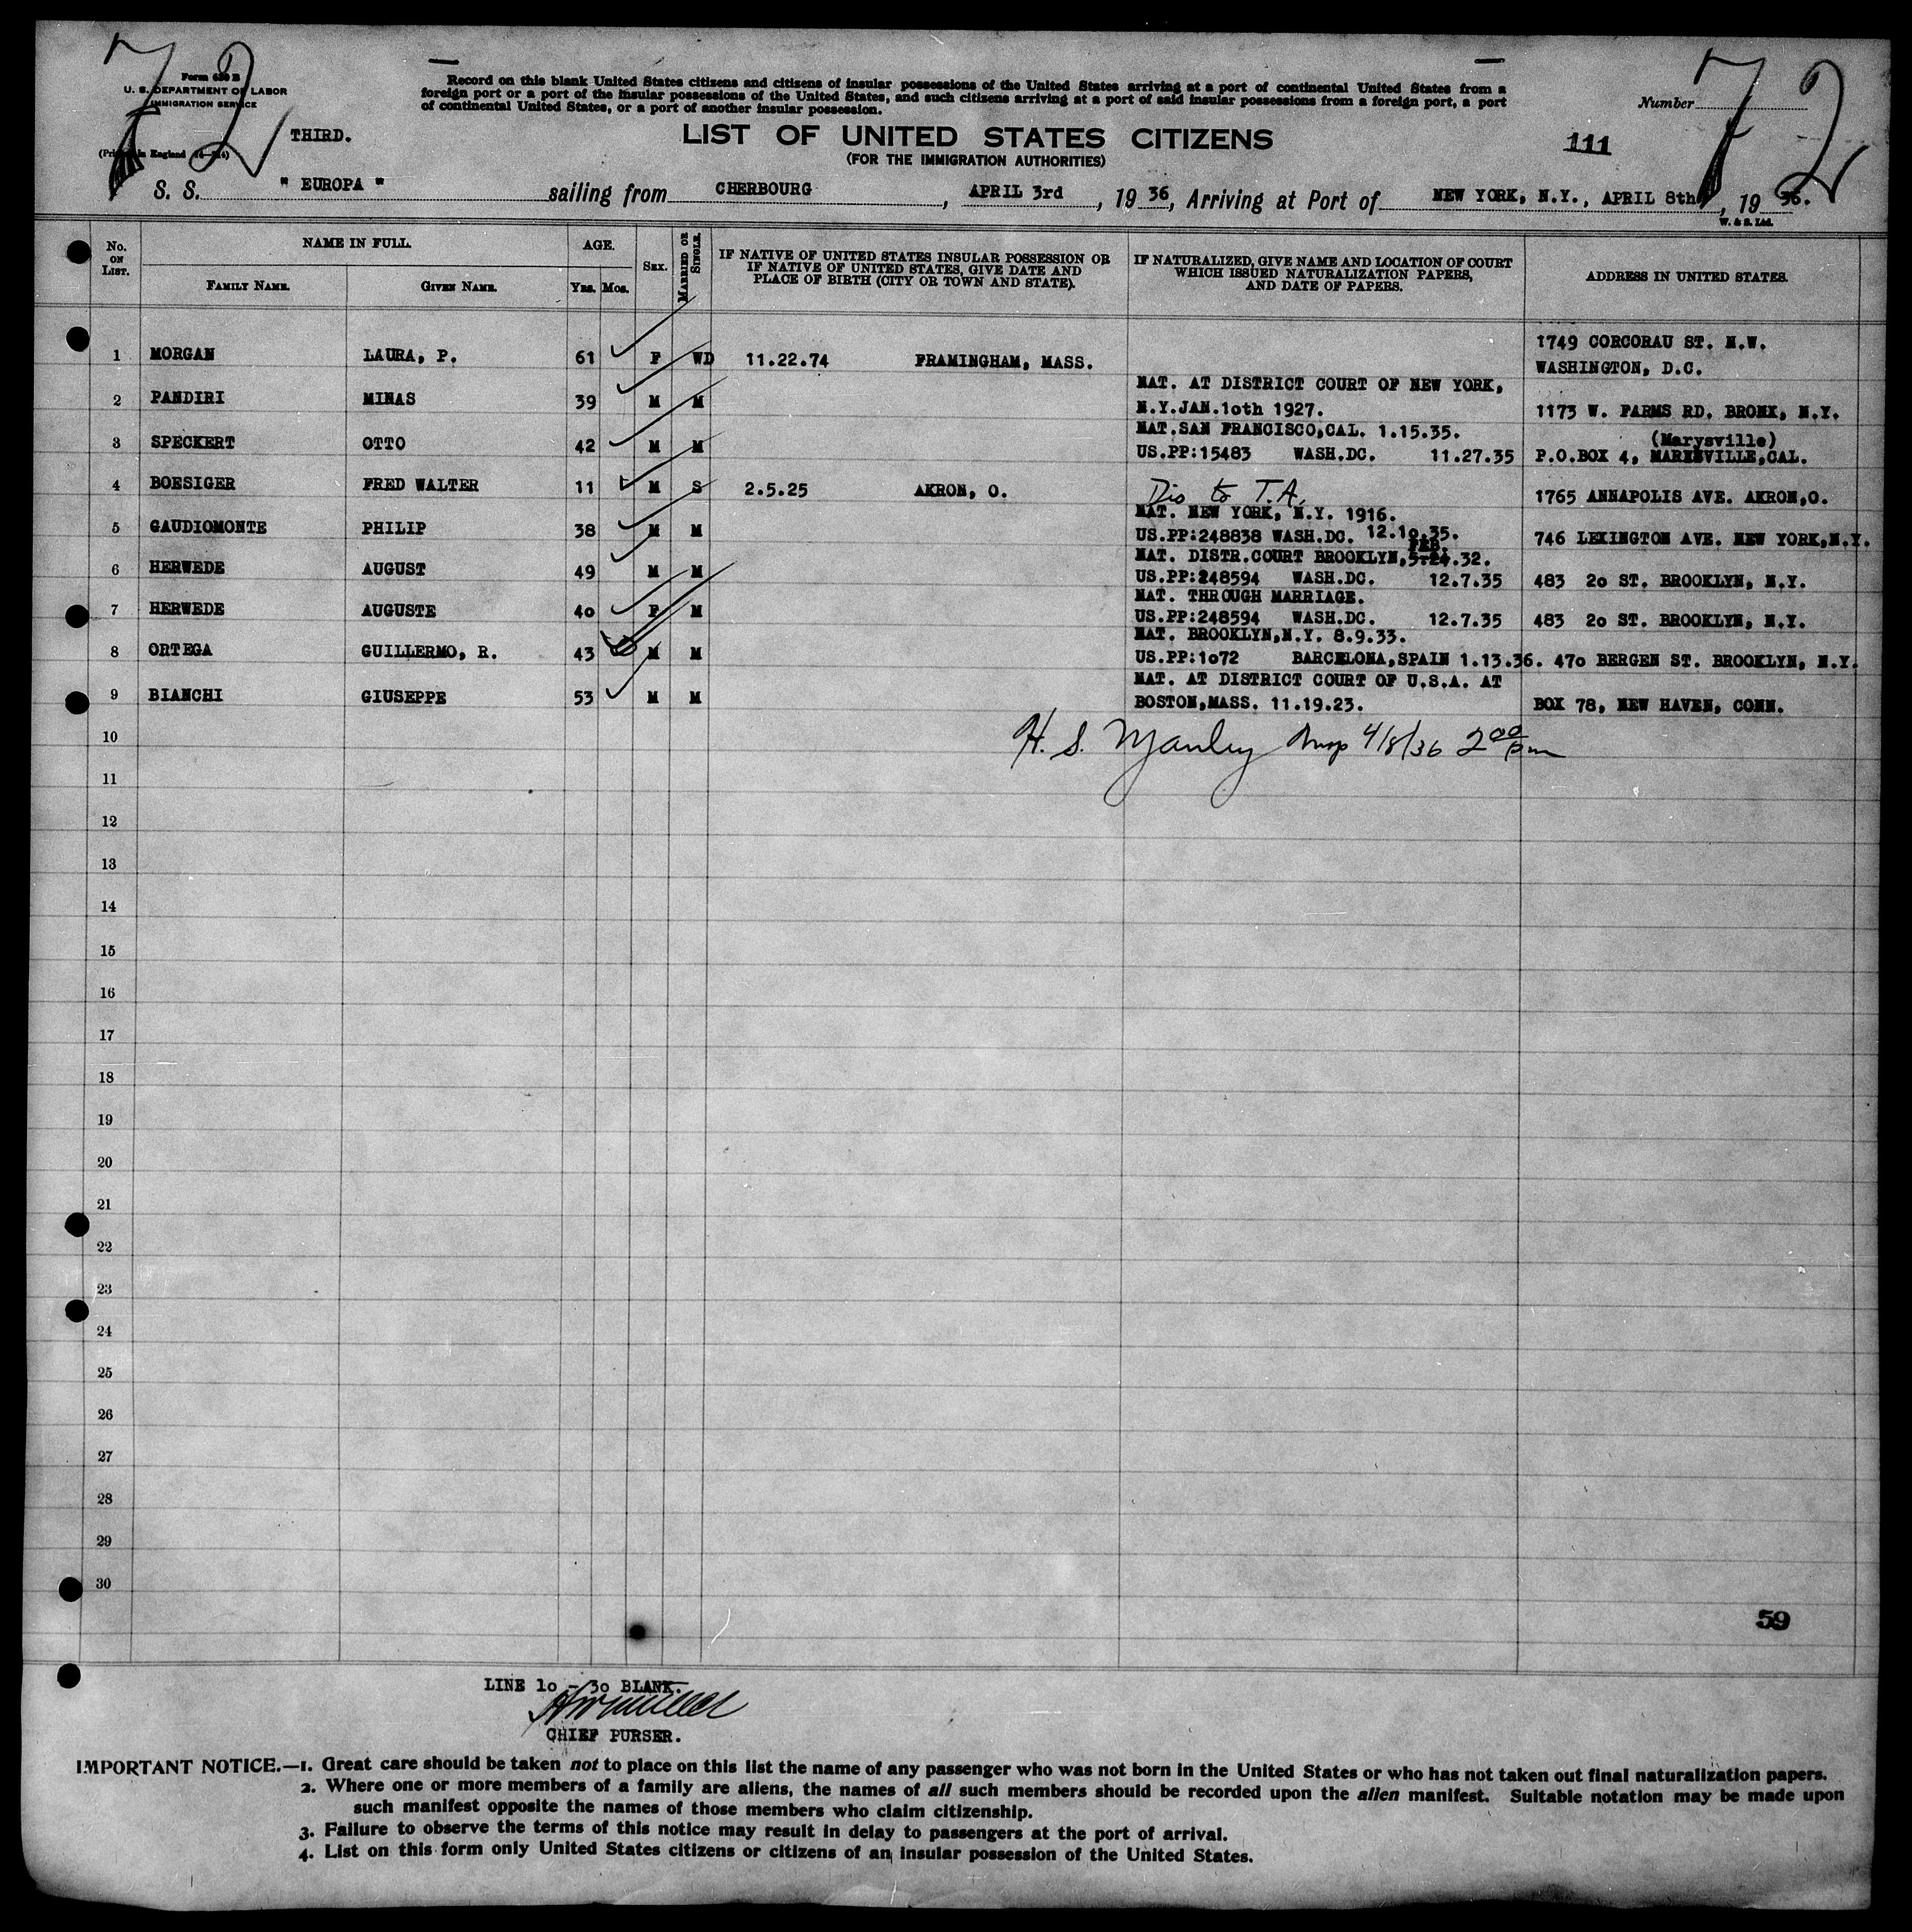 72
72
Form 630 B
U. S. DEPARTMENT OF LABOR
IMMIGRATION SERVICE
(Printed in England
THIRD.
Record on this blank United States citizens and citizens of insular possessions of the United States arriving at a port of continental United States from a
foreign port or a port of the insular possessions of the United States, and such citizens arriving at a port of said insular possessions from a foreign port, a port
of continental United States, or a port of another insular possession.
Number
LIST OF UNITED STATES CITIZENS
(FOR THE IMMIGRATION AUTHORITIES)
111
S. S. " EUROPA " sailing from CHERBOURG, APRIL 3rd, 19 36, Arriving at Port of NEW YORK, N.Y., APRIL 8th, 19 36.
W. & S. Ltd.
No. ON LIST. NAME IN FULL. AGE. SEX. MARRIED OR SINGLE. IF NATIVE OF UNITED STATES INSULAR POSSESSION OR IF NATIVE OF UNITED STATES, GIVE DATE AND PLACE OF BIRTH (CITY OR TOWN AND STATE). IF NATURALIZED, GIVE NAME AND LOCATION OF COURT WHICH ISSUED NATURALIZATION PAPERS, AND DATE OF PAPERS. ADDRESS IN UNITED STATES.
FAMILY NAME. GIVEN NAME. YRS. MOS.
1749 CORCORAU ST. N.W.
1 MORGAN LAURA, P. 61 F WD 11.22.74 FRAMINGHAM, MASS. WASHINGTON, D.C.
NAT. AT DISTRICT COURT OF NEW YORK,
2 PANDIRI MINAS 39 M M N.Y.JAN.10th 1927. 1173 W. FARMS RD. BRONX, N.Y.
NAT.SAN FRANCISCO,CAL. 1.15.35. (Marysville)
3 SPECKERT OTTO 42 M M US.PP:15483 WASH.DC. 11.27.35 P.O.BOX 4, MARYSVILLE,CAL.
4 BOESIGER FRED WALTER 11 M S 2.5.25 AKRON, O. Dis to T.A. 1765 ANNAPOLIS AVE. AKRON,O.
NAT. NEW YORK, N.Y. 1916.
5 GAUDIOMONTE PHILIP 38 M M US.PP:248838 WASH.DC. 12.10.35. 746 LEXINGTON AVE. NEW YORK,N.Y.
FEB.
NAT. DISTR.COURT BROOKLYN,5.24.32.
6 HERWEDE AUGUST 49 M M US.PP:248594 WASH.DC. 12.7.35 483 20 ST. BROOKLYN, N.Y.
NAT. THROUGH MARRIAGE.
7 HERWEDE AUGUSTE 40 F M US.PP:248594 WASH.DC. 12.7.35 483 20 ST. BROOKLYN, N.Y.
NAT. BROOKLYN,N.Y. 8.9.33.
8 ORTEGA GUILLERMO, R. 43 M M US.PP:1072 BARCELONA,SPAIN 1.13.36. 470 BERGEN ST. BROOKLYN, N.Y.
NAT. AT DISTRICT COURT OF U.S.A. AT
9 BIANCHI GIUSEPPE 53 M M BOSTON,MASS. 11.19.23. BOX 78, NEW HAVEN, CONN.
10 H. S. Manley Insp 4/8/36 2 00 pm
11
12
13
14
15
16
17
18
19
20
21
22
23
24
25
26
27
28
29
30
59
LINE 10 - 30 BLANK.
CHIEF PURSER.
IMPORTANT NOTICE.—1. Great care should be taken not to place on this list the name of any passenger who was not born in the United States or who has not taken out final naturalization papers.
2. Where one or more members of a family are aliens, the names of all such members should be recorded upon the alien manifest. Suitable notation may be made upon
such manifest opposite the names of those members who claim citizenship.
3. Failure to observe the terms of this notice may result in delay to passengers at the port of arrival.
4. List on this form only United States citizens or citizens of an insular possession of the United States.